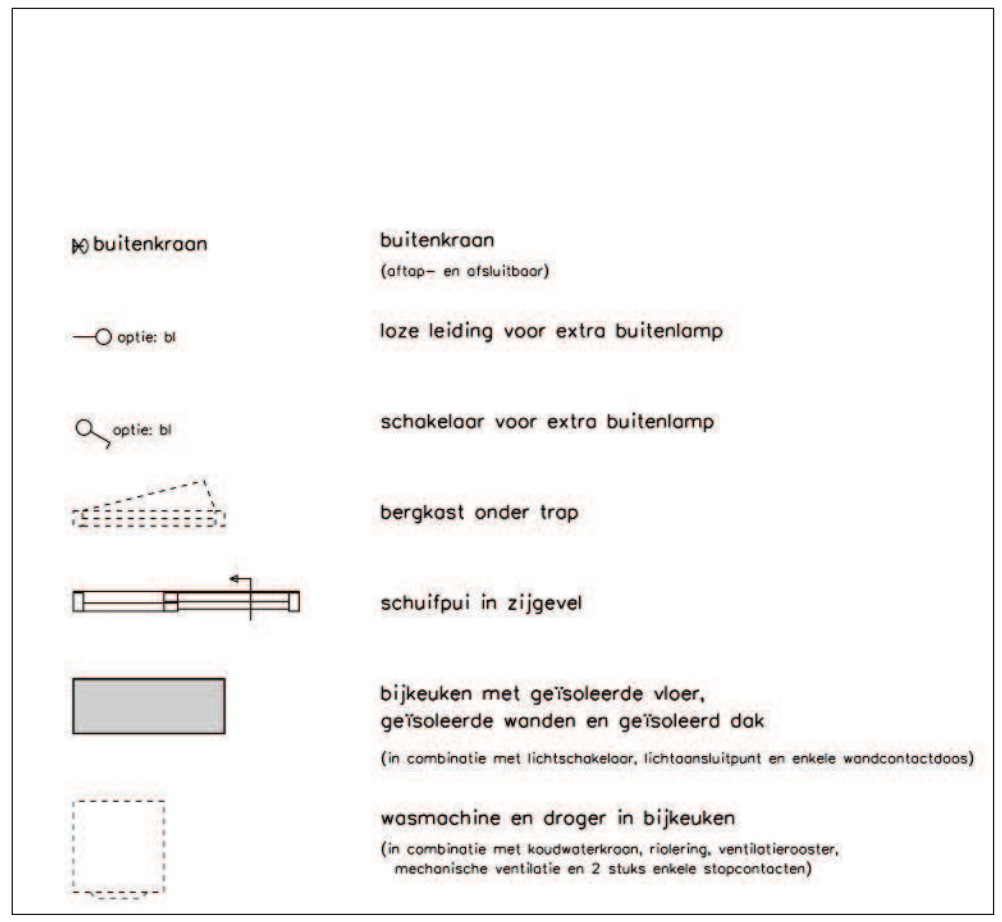 buitenkraan buitenkraan
(aftap- en afsluitbaar)
optie: bl loze leiding voor extra buitenlamp
optie: bl schakelaar voor extra buitenlamp
bergkast onder trap
schuifpui in zijgevel
bijkeuken met geïsoleerde vloer,
geïsoleerde wanden en geïsoleerd dak
(in combinatie met lichtschakelaar, lichtaansluitpunt en enkele wandcontactdoos)
wasmachine en droger in bijkeuken
(in combinatie met koudwaterkraan, riolering, ventilatierooster,
mechanische ventilatie en 2 stuks enkele stopcontacten)